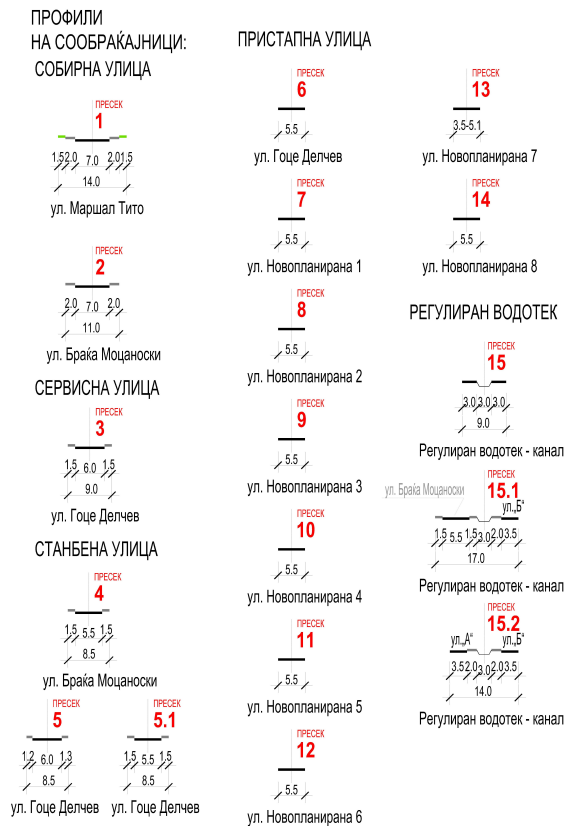 ПРОФИЛИ
НА СООБРАЌАЈНИЦИ:
СОБИРНА УЛИЦА
ПРЕСЕК
1
1.5 2.0 7.0 2.0 1.5
14.0
ул. Маршал Тито
ПРЕСЕК
2
2.0 7.0 2.0
11.0
ул. Браќа Моцаноски
СЕРВИСНА УЛИЦА
ПРЕСЕК
3
1.5 6.0 1.5
9.0
ул. Гоце Делчев
СТАНБЕНА УЛИЦА
ПРЕСЕК
4
1.5 5.5 1.5
8.5
ул. Браќа Моцаноски
ПРЕСЕК
5
1.2 6.0 1.3
8.5
ул. Гоце Делчев
ПРЕСЕК
5.1
1.5 5.5 1.5
8.5
ул. Гоце Делчев
ПРИСТАПНА УЛИЦА
ПРЕСЕК
6
5.5
ул. Гоце Делчев
ПРЕСЕК
7
5.5
ул. Новопланирана 1
ПРЕСЕК
8
5.5
ул. Новопланирана 2
ПРЕСЕК
9
5.5
ул. Новопланирана 3
ПРЕСЕК
10
5.5
ул. Новопланирана 4
ПРЕСЕК
11
5.5
ул. Новопланирана 5
ПРЕСЕК
12
5.5
ул. Новопланирана 6
ПРЕСЕК
13
3.5-5.1
ул. Новопланирана 7
ПРЕСЕК
14
5.5
ул. Новопланирана 8
РЕГУЛИРАН ВОДОТЕК
ПРЕСЕК
15
3.0 3.0 3.0
9.0
Регулиран водотек - канал
ПРЕСЕК
15.1
ул. Браќа Моцаноски
ул.„Б“
1.5 5.5 1.5 3.0 2.0 3.5
17.0
Регулиран водотек - канал
ПРЕСЕК
15.2
ул.„А“ ул.„Б“
3.5 2.0 3.0 2.0 3.5
14.0
Регулиран водотек - канал